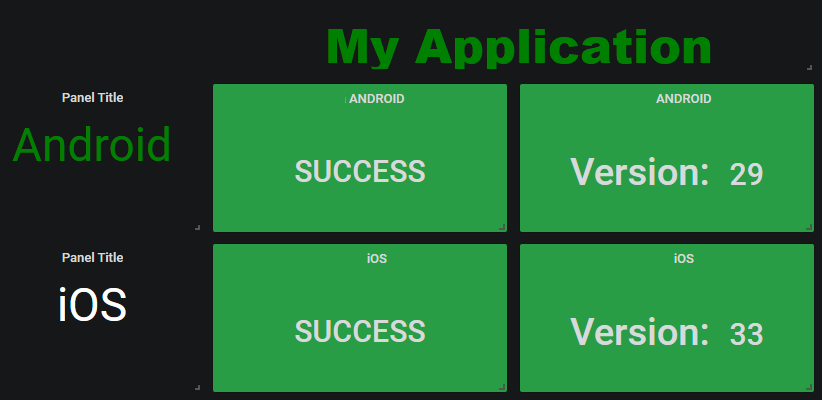 My Application
Panel Title
Android
ANDROID
SUCCESS
ANDROID
Version: 29
Panel Title
iOS
iOS
SUCCESS
iOS
Version: 33